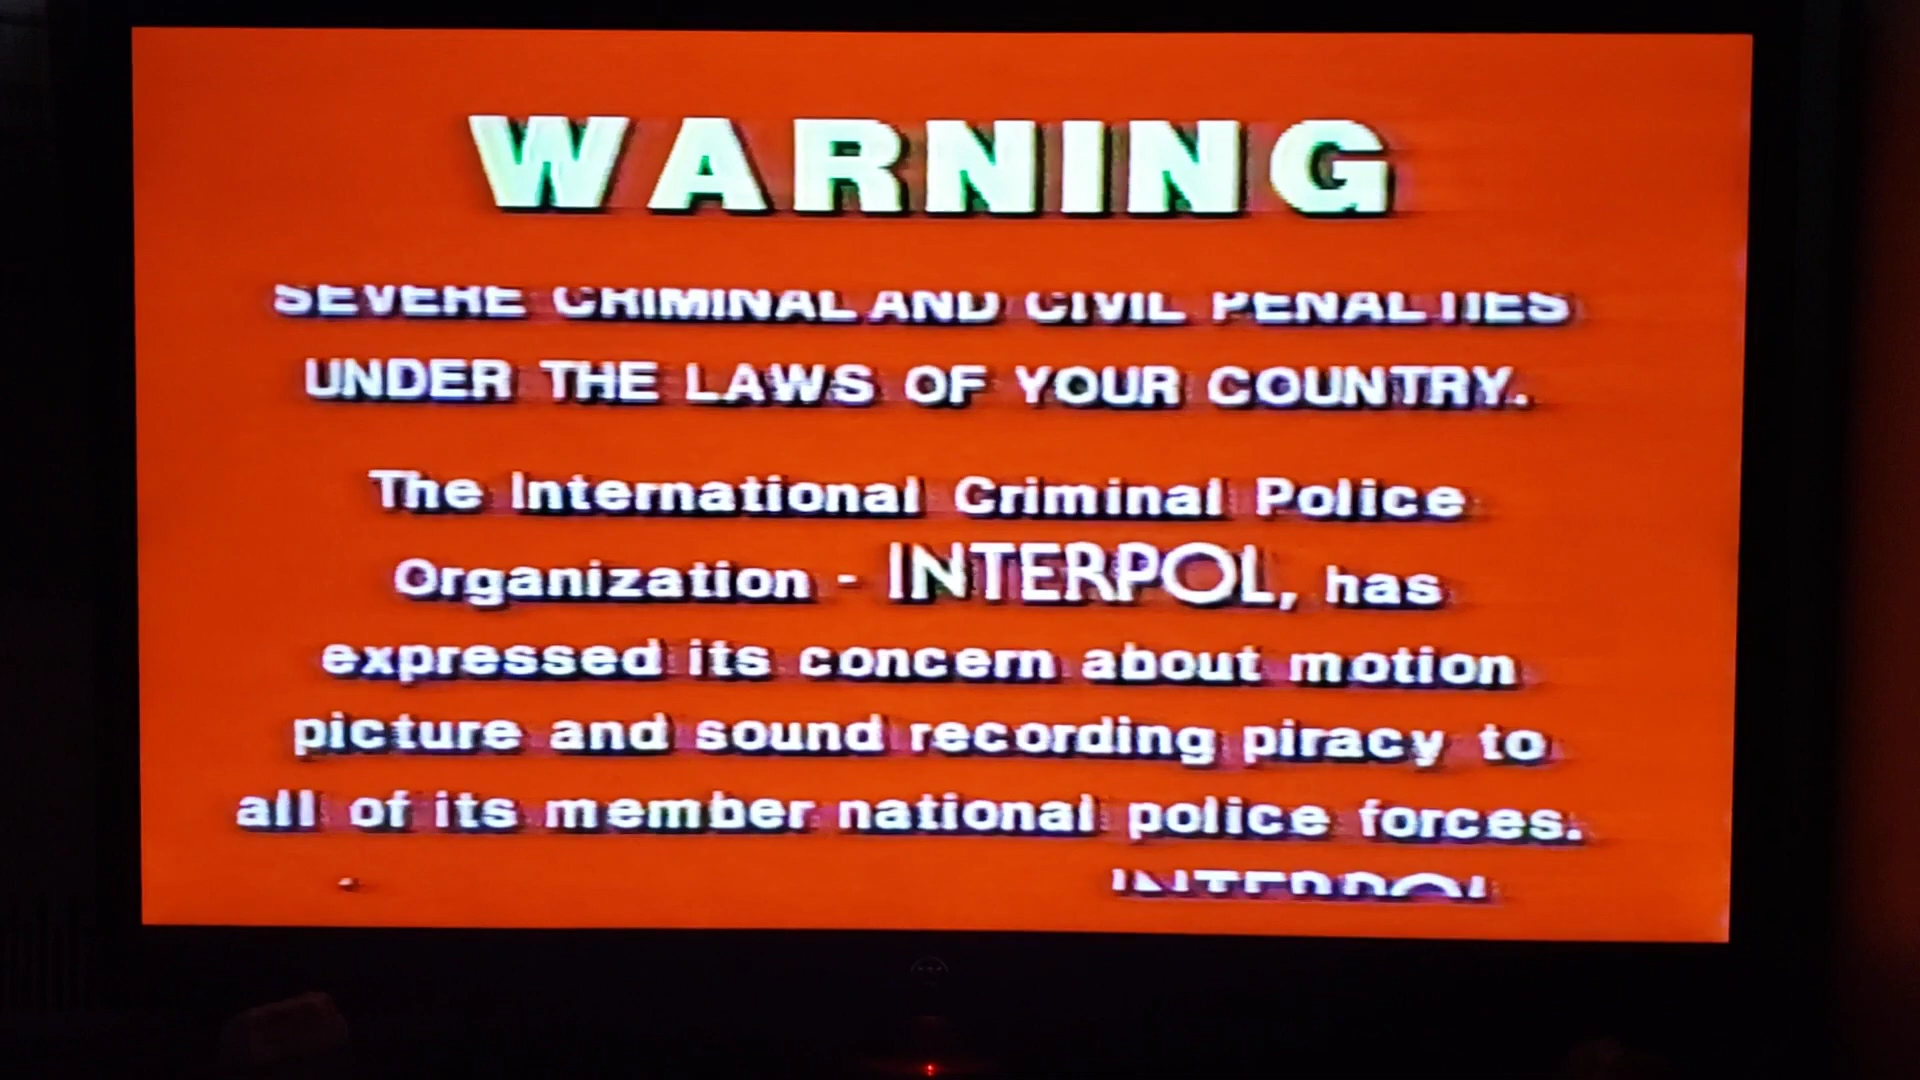 WARNING
SEVERE CRIMINAL AND CIVIL PENALTIES
UNDER THE LAWS OF YOUR COUNTRY.
The International Criminal Police
Organization - INTERPOL, has
expressed its concern about motion
picture and sound recording piracy to
all of its member national police forces.
INTERPOL